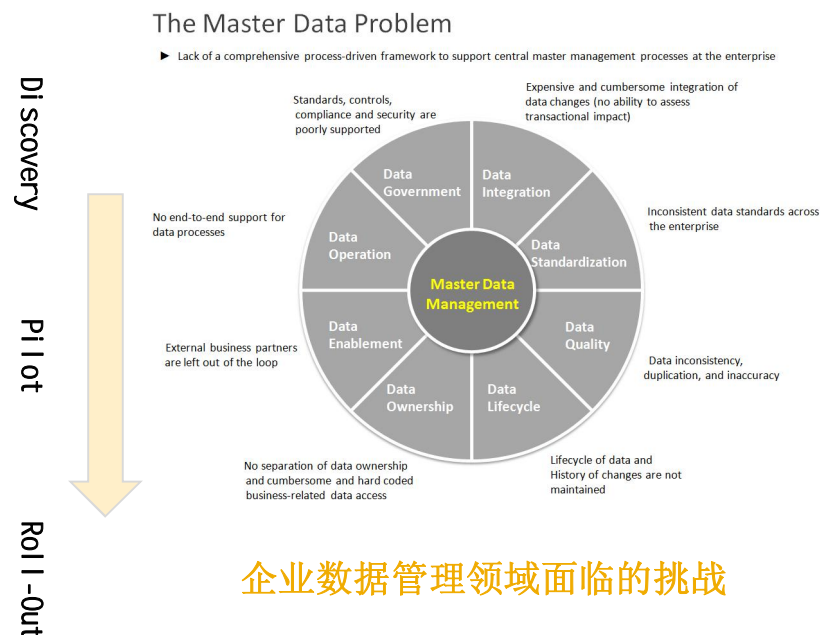 The Master Data Problem
► Lack of a comprehensive process-driven framework to support central master management processes at the enterprise
Discovery
Pilot
Roll-Out
Standards, controls,
compliance and security are
poorly supported
Expensive and cumbersome integration of
data changes (no ability to assess
transactional impact)
Data
Government
Data
Integration
No end-to-end support for
data processes
Inconsistent data standards across
the enterprise
Data
Operation
Data
Standardization
Master Data
Management
External business partners
are left out of the loop
Data
Enablement
Data
Quality
Data inconsistency,
duplication, and inaccuracy
Data
Ownership
Data
Lifecycle
No separation of data ownership
and cumbersome and hard coded
business-related data access
Lifecycle of data and
History of changes are not
maintained
企业数据管理领域面临的挑战